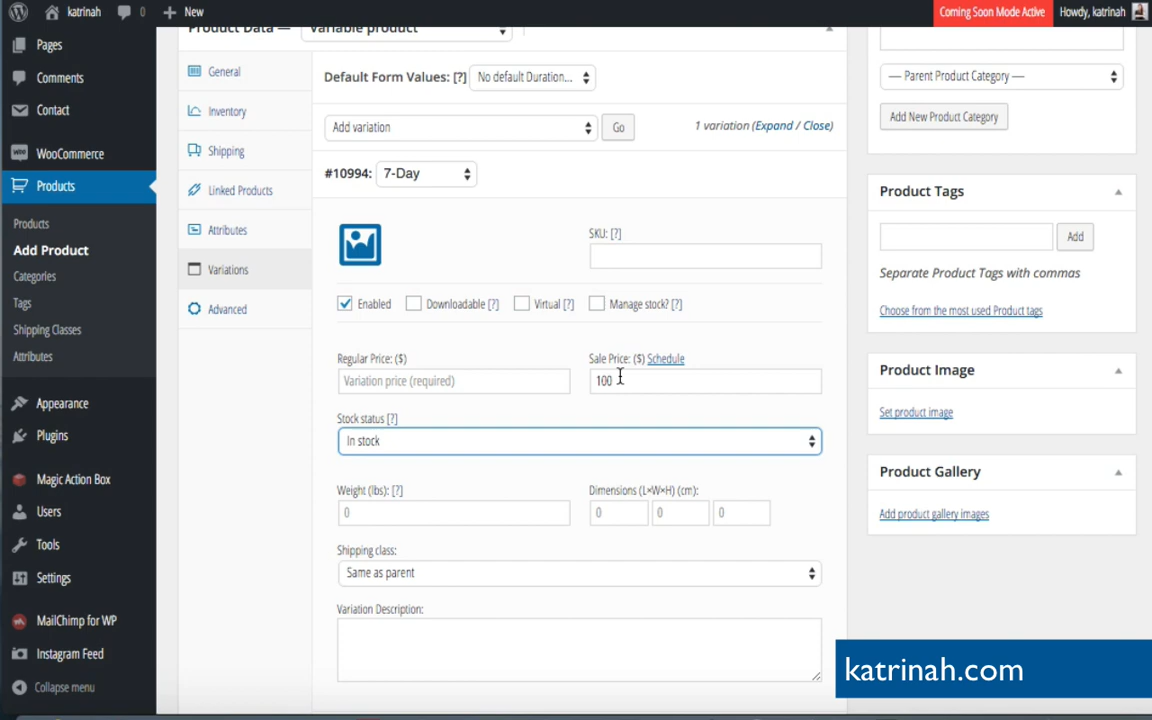 katrinah
0
New
Coming Soon Mode Active
Howdy, katrinah
Pages
Comments
Contact
WooCommerce
Products
Products
Add Product
Categories
Tags
Shipping Classes
Attributes
Appearance
Plugins
Magic Action Box
Users
Tools
Settings
MailChimp for WP
Instagram Feed
Collapse menu
Product Data — Variable product
General
Inventory
Shipping
Linked Products
Attributes
Variations
Advanced
Default Form Values: [?] No default Duration...
Add variation
Go
1 variation (Expand / Close)
#10994: 7-Day
SKU: [?]
Enabled
Downloadable [?]
Virtual [?]
Manage stock? [?]
Regular Price: ($)
Variation price (required)
Sale Price: ($) Schedule
100
Stock status [?]
In stock
Weight (lbs): [?]
0
Dimensions (L×W×H) (cm):
0 0 0
Shipping class:
Same as parent
Variation Description:
— Parent Product Category —
Add New Product Category
Product Tags
Add
Separate Product Tags with commas
Choose from the most used Product tags
Product Image
Set product image
Product Gallery
Add product gallery images
katrinah.com